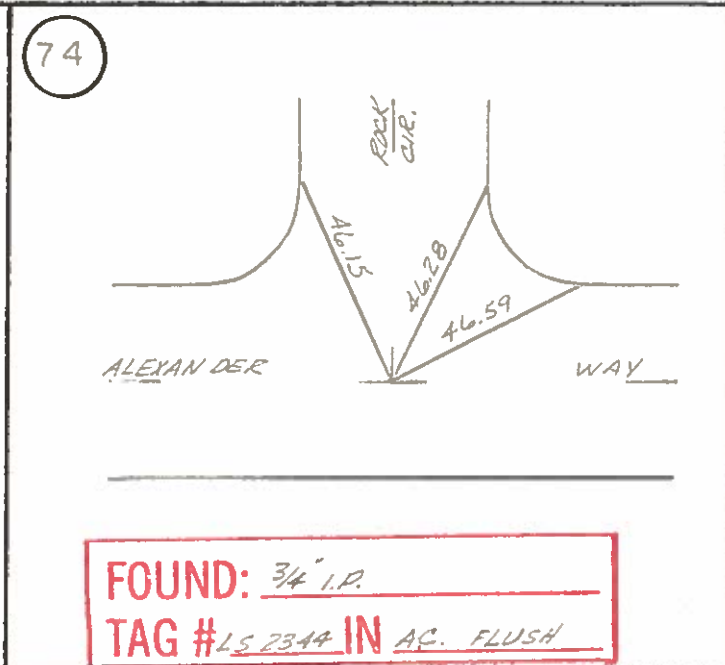 74
ROCK
CIR.
46.15
46.28
46.59
ALEXANDER WAY
FOUND: 3/4" I.P.
TAG # LS 2344 IN A.C. FLUSH